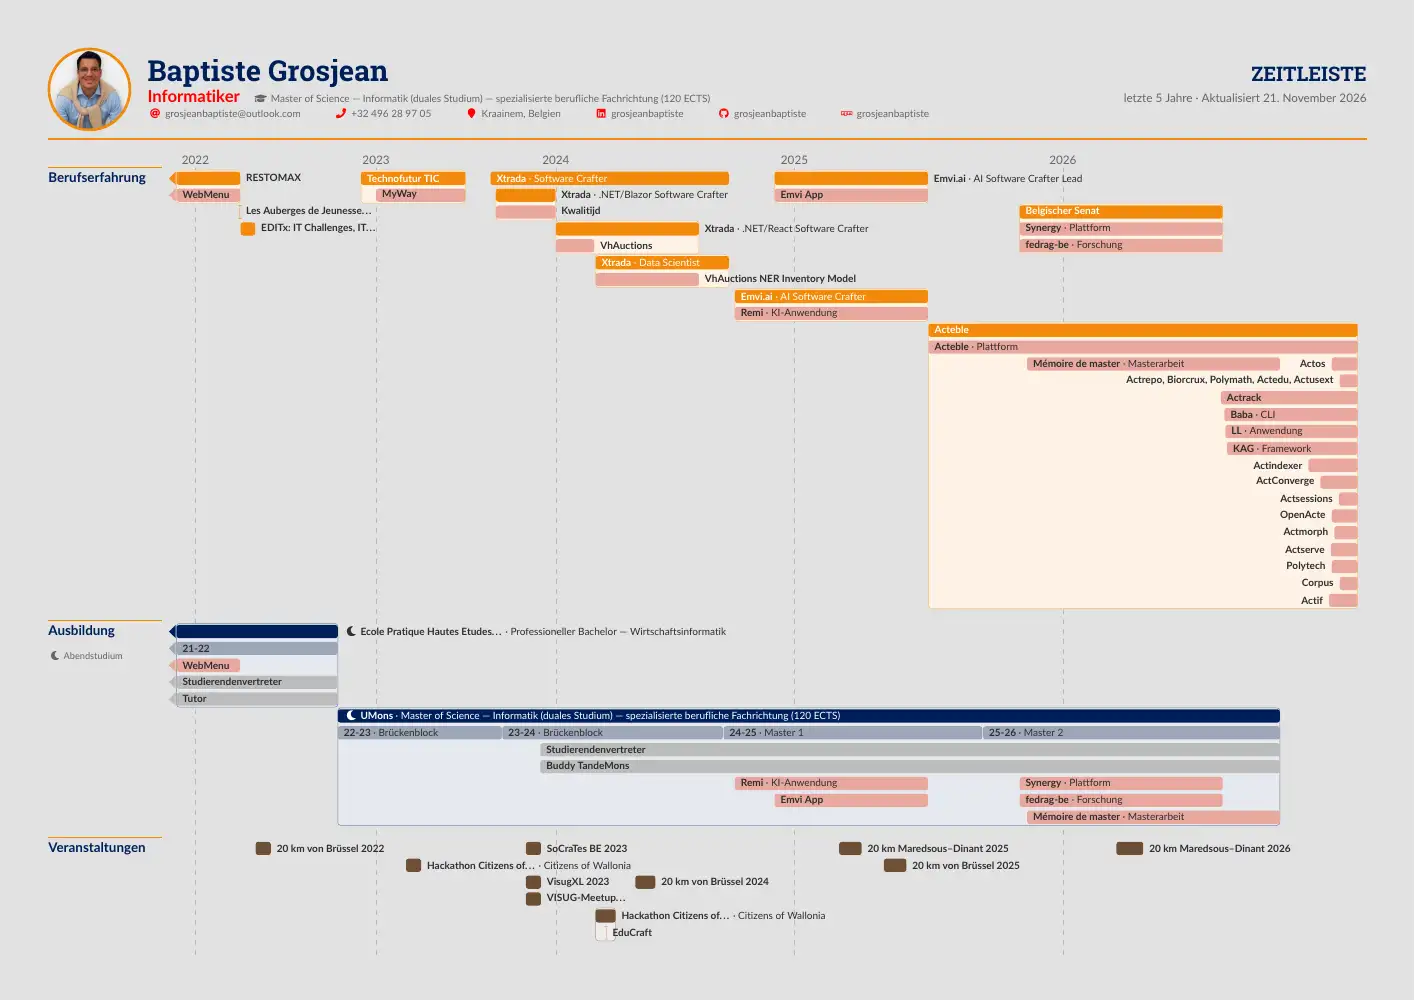 Baptiste Grosjean
ZEITLEISTE
Informatiker Master of Science — Informatik (duales Studium) — spezialisierte berufliche Fachrichtung (120 ECTS)
letzte 5 Jahre · Aktualisiert 21. November 2026
grosjeanbaptiste@outlook.com +32 496 28 97 05 Kraainem, Belgien grosjeanbaptiste grosjeanbaptiste grosjeanbaptiste
2022 2023 2024 2025 2026
Berufserfahrung
RESTOMAX
Technofutur TIC
Xtrada · Software Crafter
Emvi.ai · AI Software Crafter Lead
WebMenu
MyWay
Xtrada · .NET/Blazor Software Crafter
Emvi App
Les Auberges de Jeunesse…
Kwalitijd
Belgischer Senat
EDITx: IT Challenges, IT…
Xtrada · .NET/React Software Crafter
Synergy · Plattform
VhAuctions
fedrag-be · Forschung
Xtrada · Data Scientist
VhAuctions NER Inventory Model
Emvi.ai · AI Software Crafter
Remi · KI-Anwendung
Acteble
Acteble · Plattform
Mémoire de master · Masterarbeit
Actos
Actrepo, Biorcrux, Polymath, Actedu, Actusext
Actrack
Baba · CLI
LL · Anwendung
KAG · Framework
Actindexer
ActConverge
Actsessions
OpenActe
Actmorph
Actserve
Polytech
Corpus
Actif
Ausbildung
Abendstudium
Ecole Pratique Hautes Etudes… · Professioneller Bachelor — Wirtschaftsinformatik
21-22
WebMenu
Studierendenvertreter
Tutor
UMons · Master of Science — Informatik (duales Studium) — spezialisierte berufliche Fachrichtung (120 ECTS)
22-23 · Brückenblock
23-24 · Brückenblock
24-25 · Master 1
25-26 · Master 2
Studierendenvertreter
Buddy TandeMons
Remi · KI-Anwendung
Synergy · Plattform
Emvi App
fedrag-be · Forschung
Mémoire de master · Masterarbeit
Veranstaltungen
20 km von Brüssel 2022
SoCraTes BE 2023
20 km Maredsous–Dinant 2025
20 km Maredsous–Dinant 2026
Hackathon Citizens of… · Citizens of Wallonia
20 km von Brüssel 2025
VisugXL 2023
20 km von Brüssel 2024
VISUG-Meetup…
Hackathon Citizens of… · Citizens of Wallonia
EduCraft